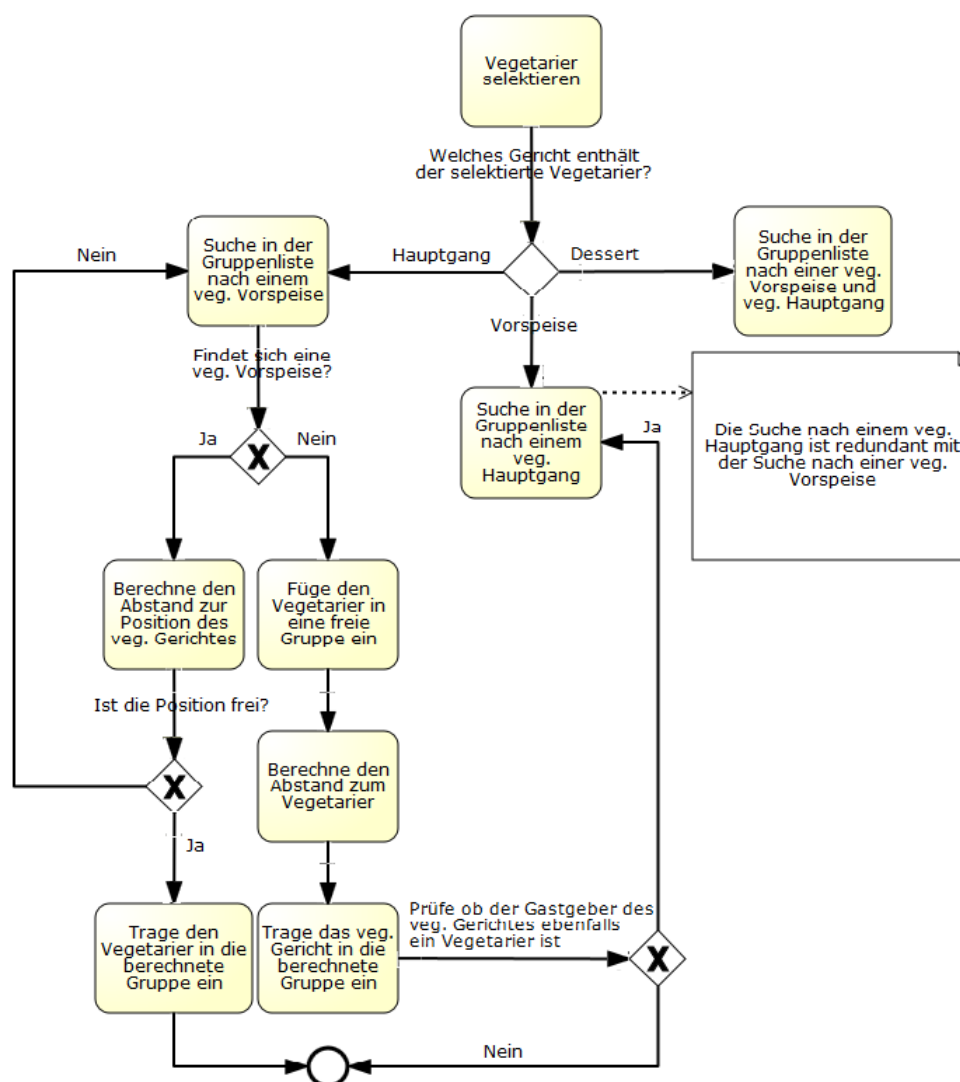 Vegetarier
selektieren
Welches Gericht enthält
der selektierte Vegetarier?
Nein
Suche in der
Gruppenliste
nach einem
veg. Vorspeise
Hauptgang
Dessert
Suche in der
Gruppenliste
nach einer veg.
Vorspeise und
veg. Hauptgang
Vorspeise
Findet sich eine
veg. Vorspeise?
Suche in der
Gruppenliste
nach einem
veg.
Hauptgang
Ja
Die Suche nach einem veg.
Hauptgang ist redundant mit
der Suche nach einer veg.
Vorspeise
Ja
Nein
Berechne den
Abstand zur
Position des
veg. Gerichtes
Füge den
Vegetarier in
eine freie
Gruppe ein
Ist die Position frei?
Berechne den
Abstand zum
Vegetarier
Ja
Trage den
Vegetarier in die
berechnete
Gruppe ein
Trage das veg.
Gericht in die
berechnete
Gruppe ein
Prüfe ob der Gastgeber des
veg. Gerichtes ebenfalls
ein Vegetarier ist
Nein